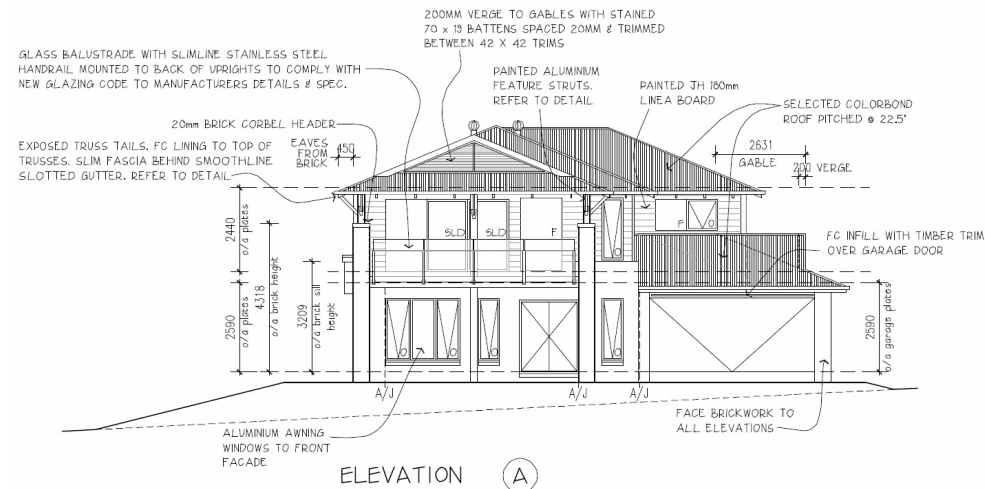 200MM VERGE TO GABLES WITH STAINED
70 x 19 BATTENS SPACED 20MM & TRIMMED
BETWEEN 42 X 42 TRIMS
GLASS BALUSTRADE WITH SLIMLINE STAINLESS STEEL
HANDRAIL MOUNTED TO BACK OF UPRIGHTS TO COMPLY WITH
NEW GLAZING CODE TO MANUFACTURERS DETAILS & SPEC.
PAINTED ALUMINIUM
FEATURE STRUTS.
REFER TO DETAIL
PAINTED JH 180mm
LINEA BOARD
SELECTED COLORBOND
ROOF PITCHED @ 22.5°
20mm BRICK CORBEL HEADER
EAVES
FROM
BRICK
450
2631
GABLE
200 VERGE
EXPOSED TRUSS TAILS. FC LINING TO TOP OF
TRUSSES. SLIM FASCIA BEHIND SMOOTHLINE
SLOTTED GUTTER. REFER TO DETAIL
2440
o/a plates
SLD
SLD
F
F
O
FC INFILL WITH TIMBER TRIM
OVER GARAGE DOOR
4318
o/a brick height
3209
o/a brick sill
height
2590
o/a plates
2590
o/a garage plates
O
O
O
O
A/J
A/J
A/J
FACE BRICKWORK TO
ALL ELEVATIONS
ALUMINIUM AWNING
WINDOWS TO FRONT
FACADE
ELEVATION A